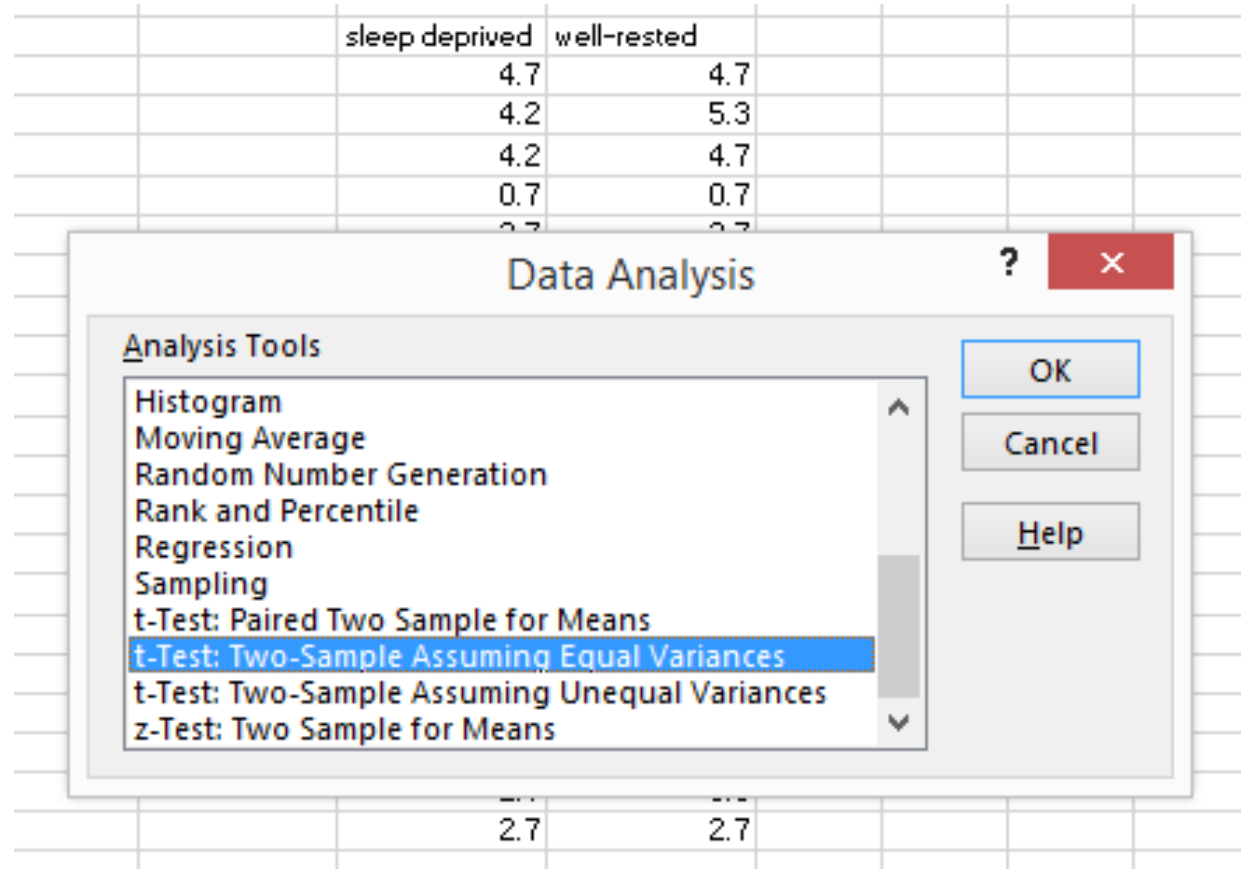 sleep deprived well-rested
4.7 4.7
4.2 5.3
4.2 4.7
0.7 0.7
Data Analysis ? ×
Analysis Tools
Histogram
Moving Average
Random Number Generation
Rank and Percentile
Regression
Sampling
t-Test: Paired Two Sample for Means
t-Test: Two-Sample Assuming Equal Variances
t-Test: Two-Sample Assuming Unequal Variances
z-Test: Two Sample for Means
OK
Cancel
Help
2.7 2.7